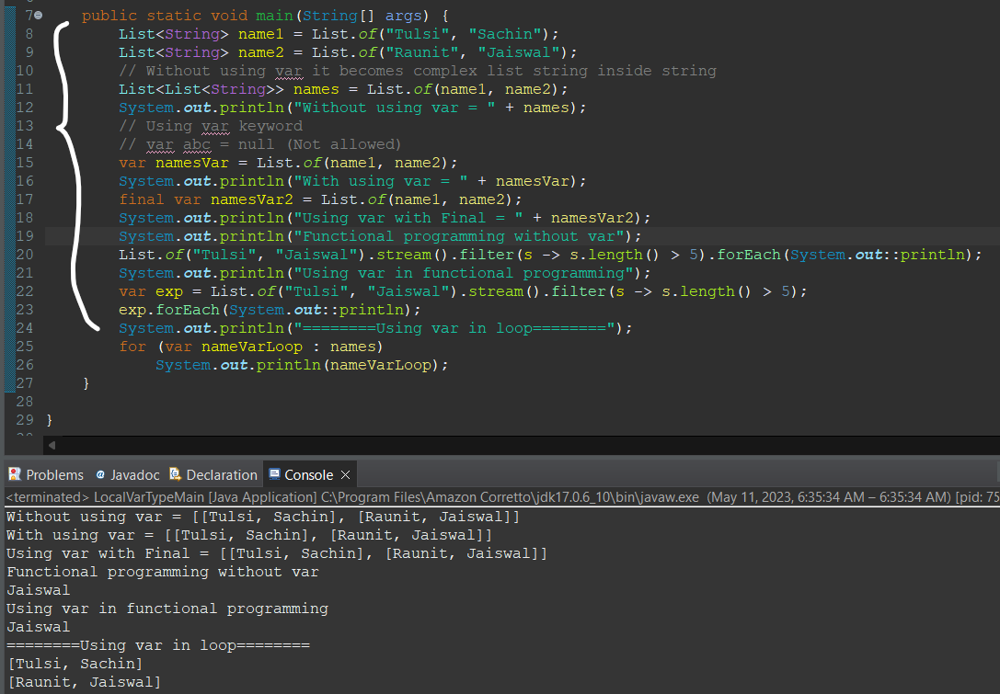 7 public static void main(String[] args) {
8 List<String> name1 = List.of("Tulsi", "Sachin");
9 List<String> name2 = List.of("Raunit", "Jaiswal");
10 // Without using var it becomes complex list string inside string
11 List<List<String>> names = List.of(name1, name2);
12 System.out.println("Without using var = " + names);
13 // Using var keyword
14 // var abc = null (Not allowed)
15 var namesVar = List.of(name1, name2);
16 System.out.println("With using var = " + namesVar);
17 final var namesVar2 = List.of(name1, name2);
18 System.out.println("Using var with Final = " + namesVar2);
19 System.out.println("Functional programming without var");
20 List.of("Tulsi", "Jaiswal").stream().filter(s -> s.length() > 5).forEach(System.out::println);
21 System.out.println("Using var in functional programming");
22 var exp = List.of("Tulsi", "Jaiswal").stream().filter(s -> s.length() > 5);
23 exp.forEach(System.out::println);
24 System.out.println("========Using var in loop========");
25 for (var nameVarLoop : names)
26 System.out.println(nameVarLoop);
27 }
28
29 }
Problems Javadoc Declaration Console
<terminated> LocalVarTypeMain [Java Application] C:\Program Files\Amazon Corretto\jdk17.0.6_10\bin\javaw.exe (May 11, 2023, 6:35:34 AM – 6:35:34 AM) [pid: 75
Without using var = [[Tulsi, Sachin], [Raunit, Jaiswal]]
With using var = [[Tulsi, Sachin], [Raunit, Jaiswal]]
Using var with Final = [[Tulsi, Sachin], [Raunit, Jaiswal]]
Functional programming without var
Jaiswal
Using var in functional programming
Jaiswal
========Using var in loop========
[Tulsi, Sachin]
[Raunit, Jaiswal]